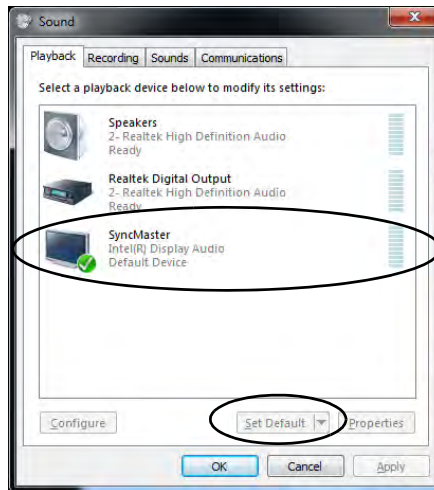 Sound
Playback Recording Sounds Communications
Select a playback device below to modify its settings:
Speakers
2- Realtek High Definition Audio
Ready
Realtek Digital Output
2- Realtek High Definition Audio
Ready
SyncMaster
Intel(R) Display Audio
Default Device
Configure Set Default Properties
OK Cancel Apply